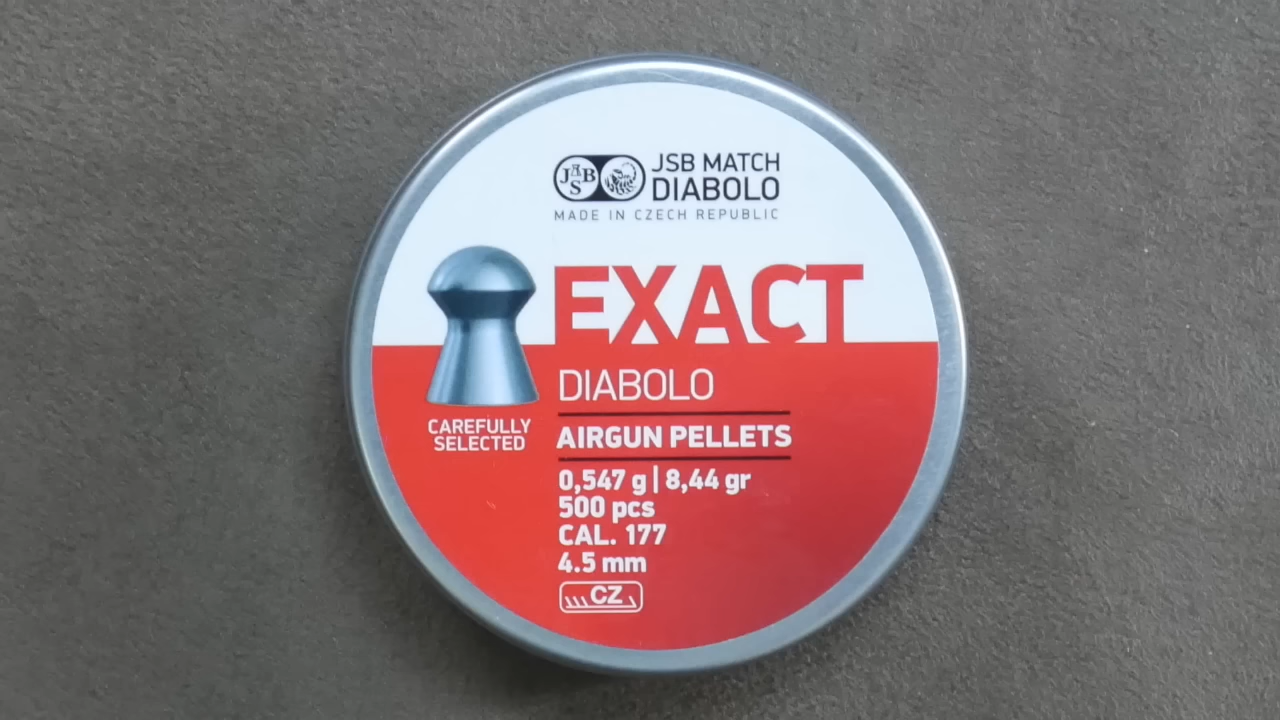 JSB
JSB MATCH
DIABOLO
MADE IN CZECH REPUBLIC
EXACT
DIABOLO
CAREFULLY
SELECTED
AIRGUN PELLETS
0,547 g | 8,44 gr
500 pcs
CAL. 177
4.5 mm
CZ